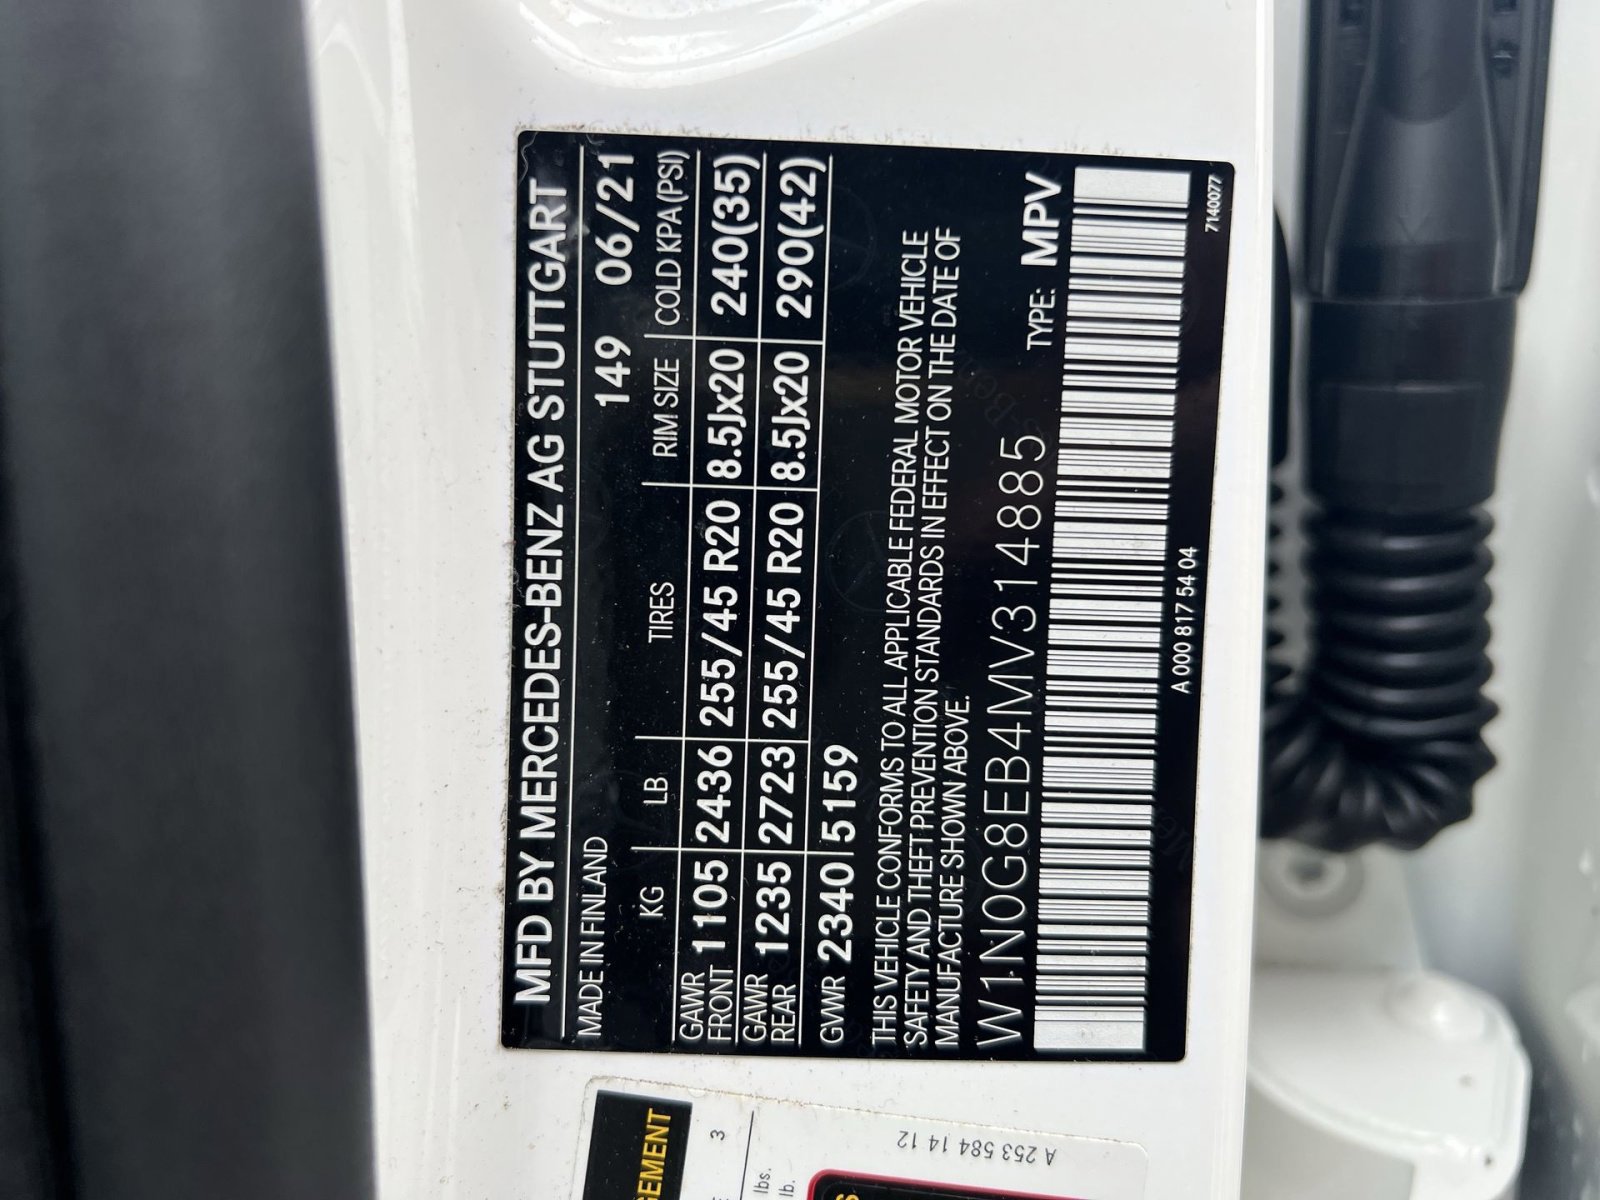 MFD BY MERCEDES-BENZ AG STUTTGART
MADE IN FINLAND 149 06/21
KG LB TIRES RIM SIZE COLD KPA (PSI)
GAWR FRONT 1105 2436 255/45 R20 8.5Jx20 240(35)
GAWR REAR 1235 2723 255/45 R20 8.5Jx20 290(42)
GVWR 2340 5159
THIS VEHICLE CONFORMS TO ALL APPLICABLE FEDERAL MOTOR VEHICLE
SAFETY AND THEFT PREVENTION STANDARDS IN EFFECT ON THE DATE OF
MANUFACTURE SHOWN ABOVE.
W1N0G8EB4MV314885 TYPE: MPV
A 000 817 54 04
7140077
GEMENT
3
lbs.
lb.
A 253 584 14 12